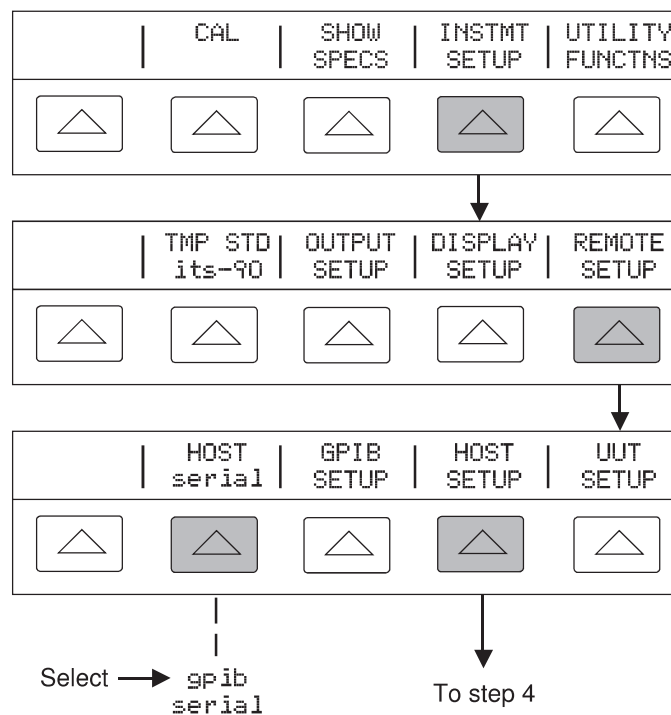 CAL SHOW INSTMT UTILITY
SPECS SETUP FUNCTNS
TMP STD OUTPUT DISPLAY REMOTE
its-90 SETUP SETUP SETUP
HOST GPIB HOST UUT
serial SETUP SETUP SETUP
Select gpib
serial
To step 4